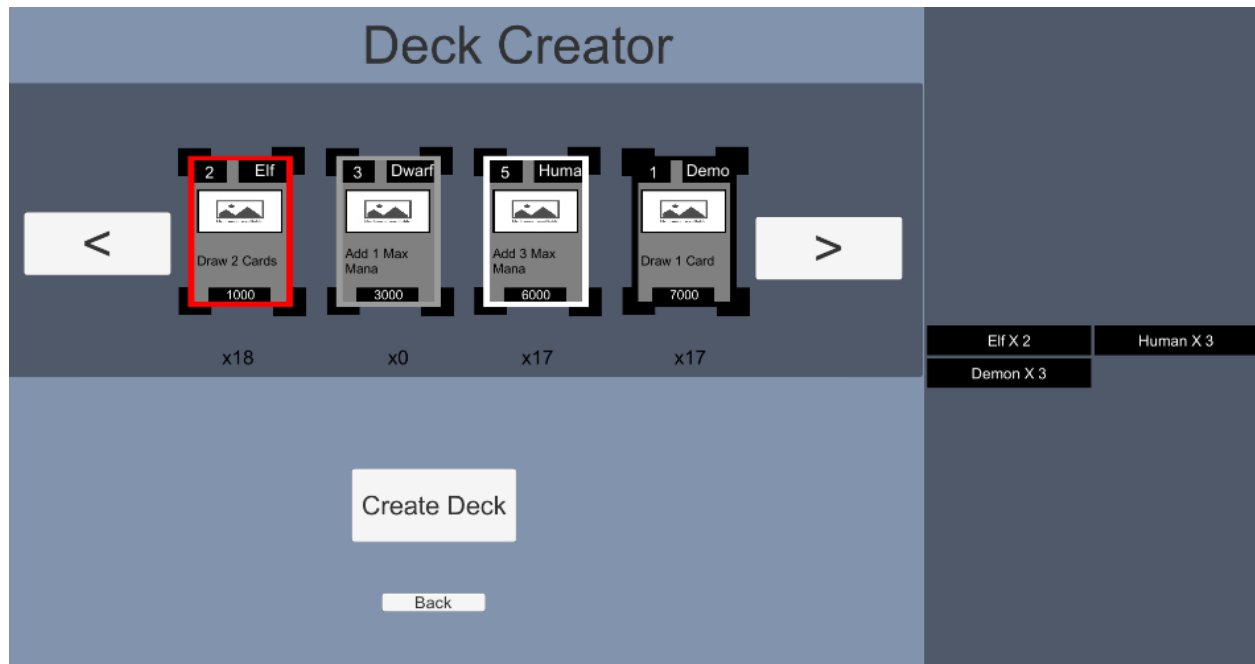 Deck Creator
<
2 Elf
Draw 2 Cards
1000
x18
3 Dwarf
Add 1 Max
Mana
3000
x0
5 Huma
Add 3 Max
Mana
6000
x17
1 Demo
Draw 1 Card
7000
x17
>
Create Deck
Back
Elf X 2
Human X 3
Demon X 3